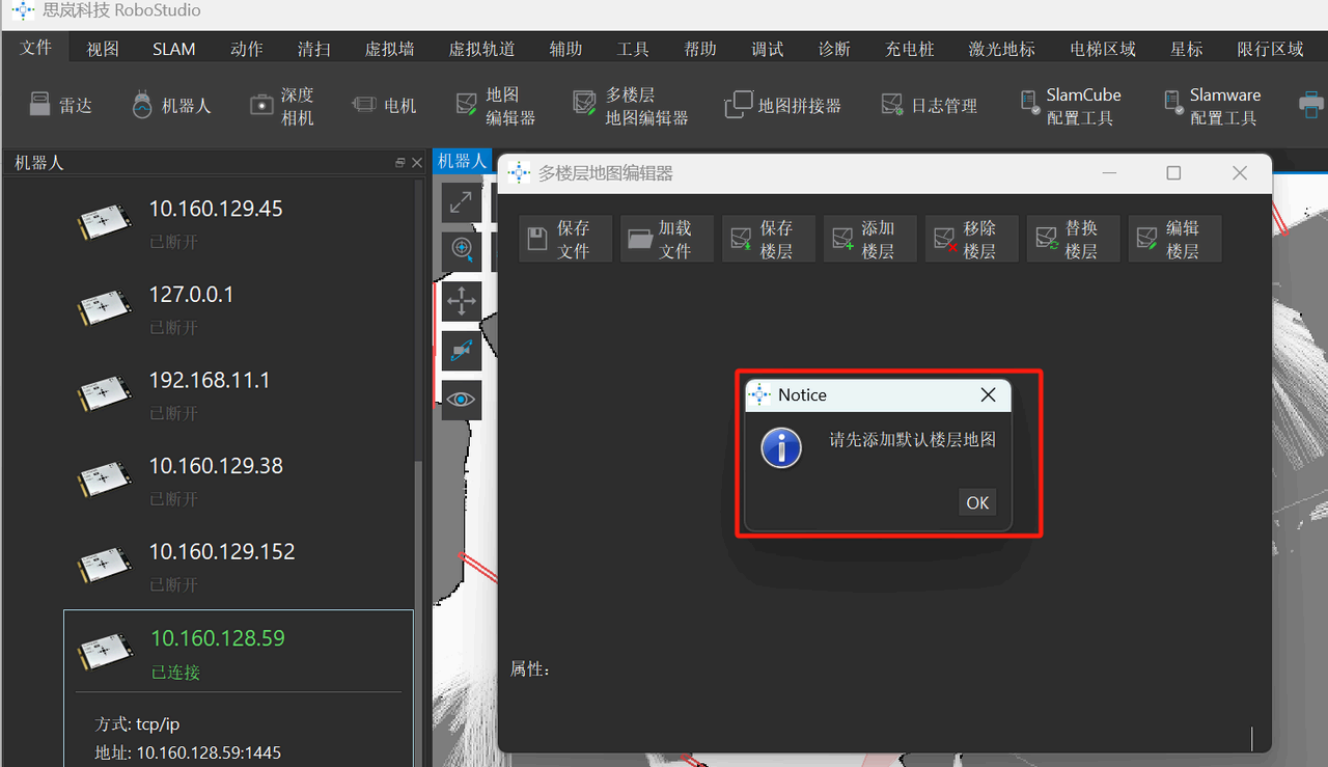 思岚科技 RoboStudio
文件 视图 SLAM 动作 清扫 虚拟墙 虚拟轨道 辅助 工具 帮助 调试 诊断 充电桩 激光地标 电梯区域 星标 限行区域
雷达
机器人
深度
相机
电机
地图
编辑器
多楼层
地图编辑器
地图拼接器
日志管理
SlamCube
配置工具
Slamware
配置工具
机器人
10.160.129.45
已断开
127.0.0.1
已断开
192.168.11.1
已断开
10.160.129.38
已断开
10.160.129.152
已断开
10.160.128.59
已连接
方式: tcp/ip
地址: 10.160.128.59:1445
机器人
多楼层地图编辑器
保存
文件
加载
文件
保存
楼层
添加
楼层
移除
楼层
替换
楼层
编辑
楼层
Notice
请先添加默认楼层地图
OK
属性: